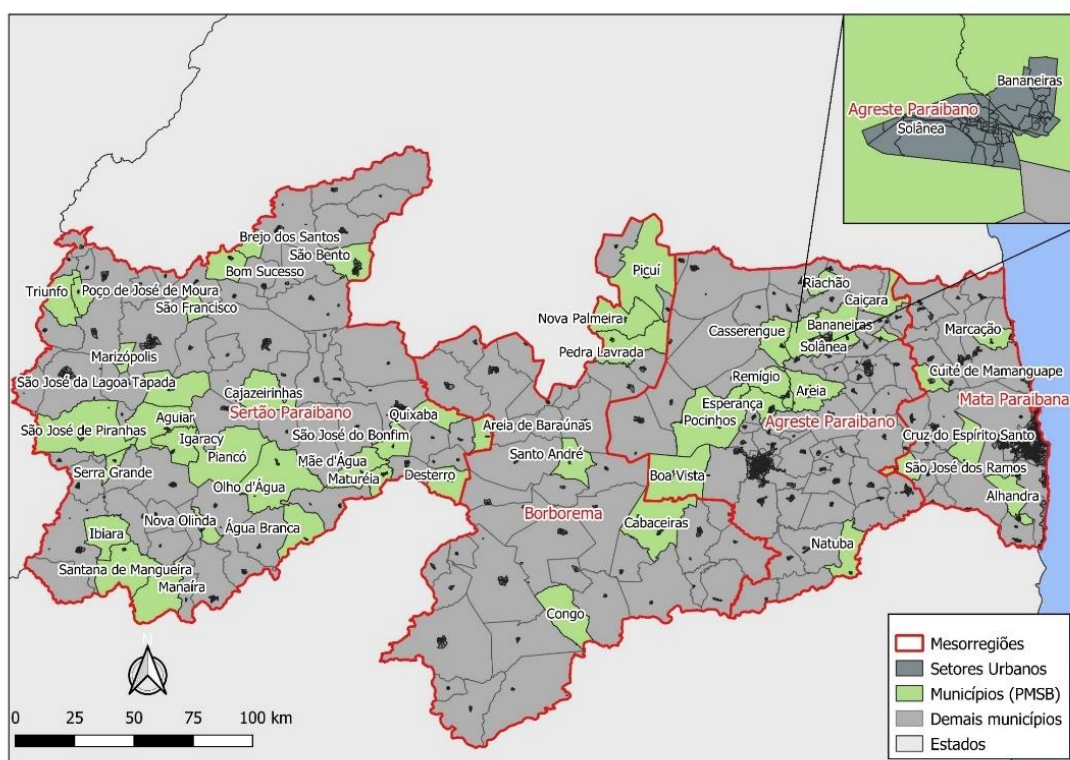 Bananeiras
Agreste Paraibano
Solânea
Brejo dos Santos
São Bento
Bom Sucesso
Triunfo
Poço de José de Moura
São Francisco
Marizópolis
São José da Lagoa Tapada
Cajazeirinhas
Sertão Paraibano
Aguiar
São José de Piranhas
Igaracy
Piancó
São José do Bonfim
Quixaba
Serra Grande
Mãe d'Água
Maturéia
Desterro
Olho d'Água
Nova Olinda
Água Branca
Ibiara
Santana de Mangueira
Manaíra
Picuí
Nova Palmeira
Pedra Lavrada
Areia de Baraúnas
Santo André
Borborema
Cabaceiras
Congo
Riachão
Caiçara
Casserengue
Bananeiras
Solânea
Remígio
Areia
Esperança
Pocinhos
Agreste Paraibano
Boa Vista
Natuba
Marcação
Cuité de Mamanguape
Mata Paraibana
Cruz do Espírito Santo
São José dos Ramos
Alhandra
N
0 25 50 75 100 km
Mesorregiões
Setores Urbanos
Municípios (PMSB)
Demais municípios
Estados